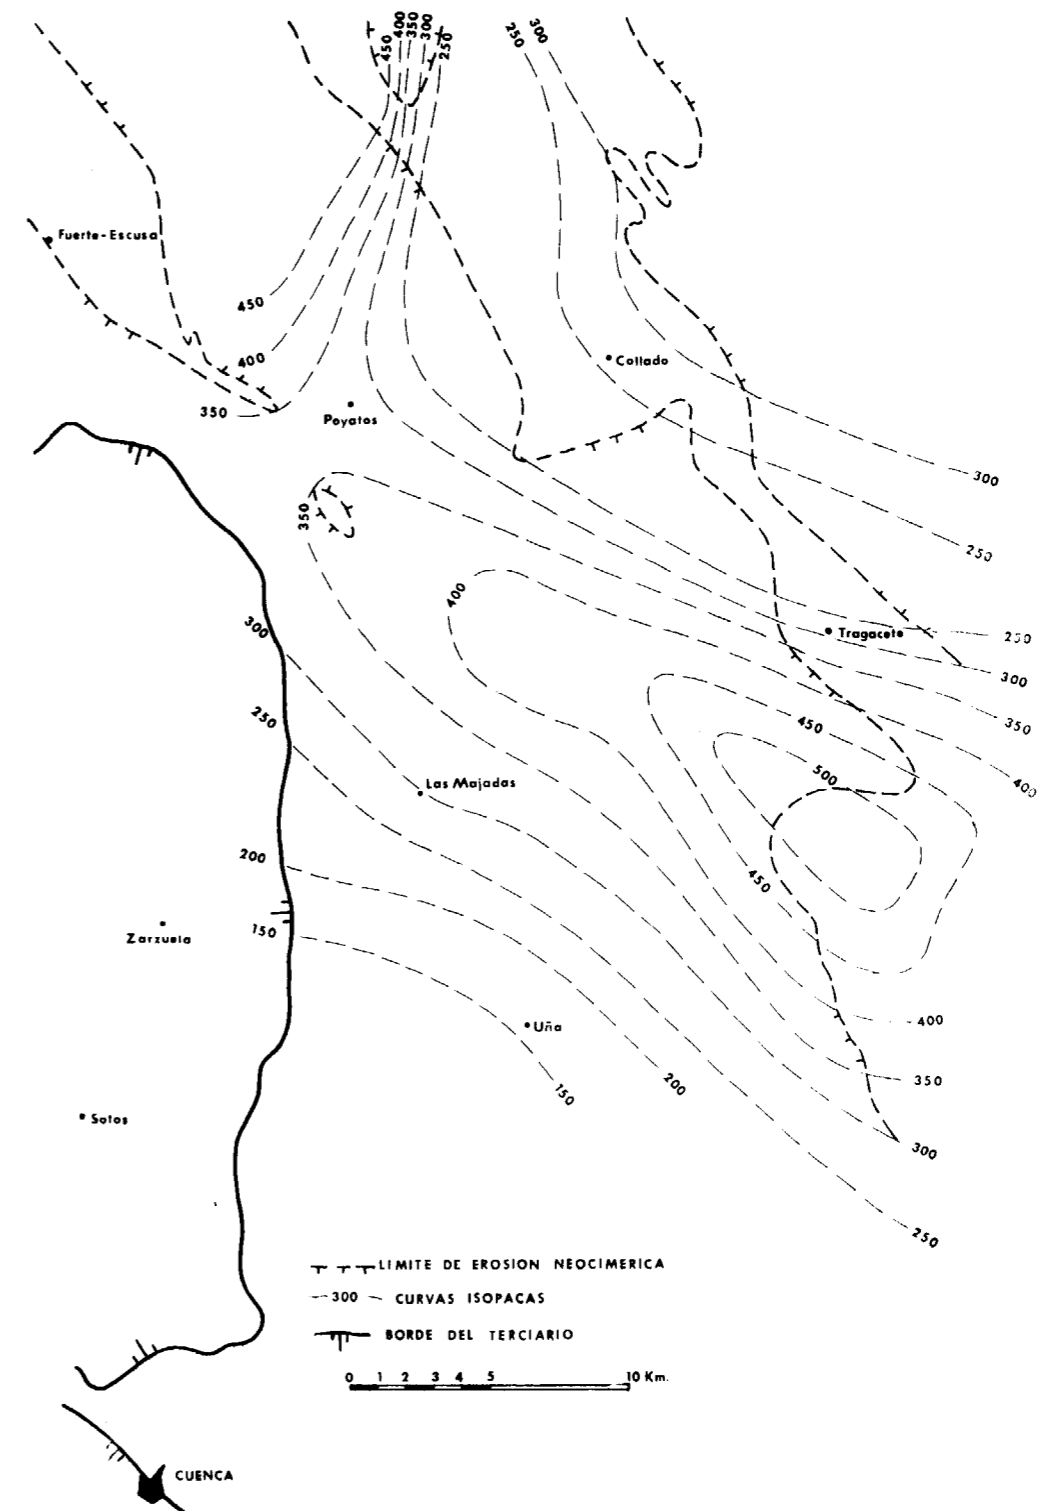 450
400
350
300
250
250
300
Fuerte-Escusa
450
400
350
Poyatos
Collado
300
250
350
400
300
250
Tragacete
250
300
350
400
450
500
Las Majadas
200
450
150
Zarzuela
Uña
400
350
150
200
300
250
Sotos
LIMITE DE EROSION NEOCIMERICA
300 CURVAS ISOPACAS
BORDE DEL TERCIARIO
0 1 2 3 4 5 10 Km.
CUENCA